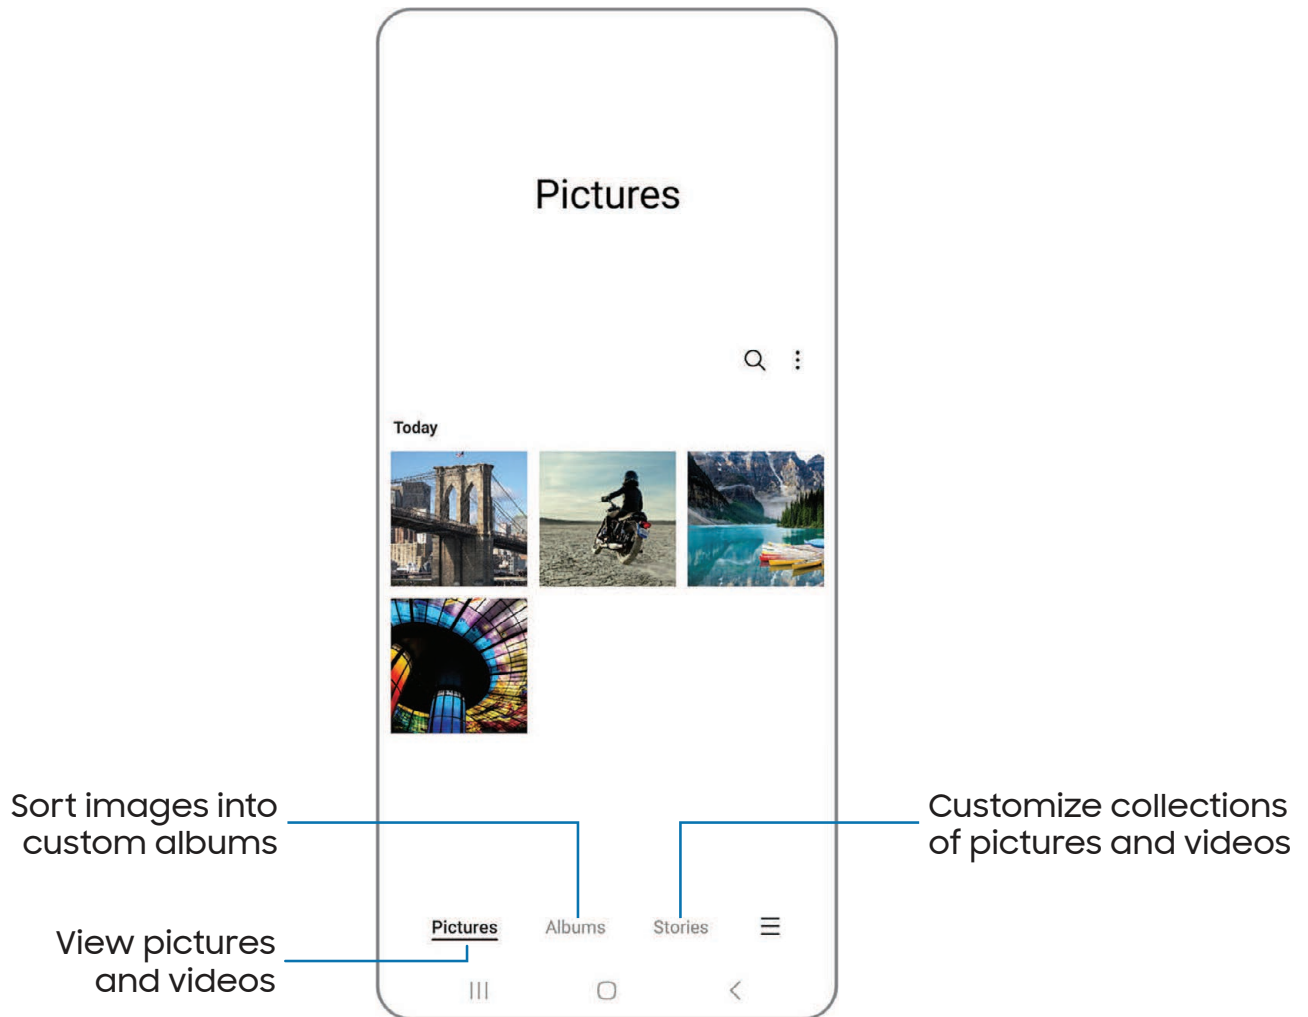 Pictures
Today
Sort images into
custom albums
Customize collections
of pictures and videos
Pictures Albums Stories
View pictures
and videos